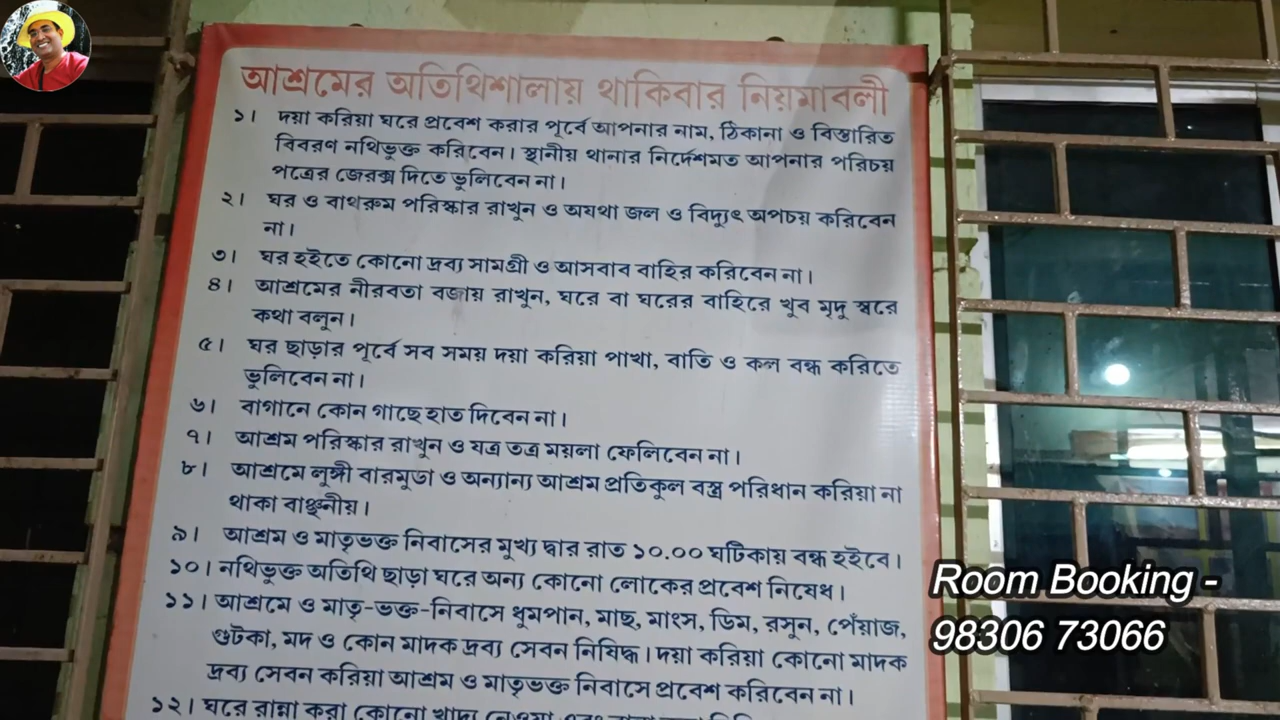 আশ্রমের অতিথিশালায় থাকিবার নিয়মাবলী
১। দয়া করিয়া ঘরে প্রবেশ করার পূর্বে আপনার নাম, ঠিকানা ও বিস্তারিত
বিবরণ নথিভুক্ত করিবেন। স্থানীয় থানার নির্দেশমত আপনার পরিচয়
পত্রের জেরক্স দিতে ভুলিবেন না।
২। ঘর ও বাথরুম পরিস্কার রাখুন ও অযথা জল ও বিদ্যুৎ অপচয় করিবেন
না।
৩। ঘর হইতে কোনো দ্রব্য সামগ্রী ও আসবাব বাহির করিবেন না।
৪। আশ্রমের নীরবতা বজায় রাখুন, ঘরে বা ঘরের বাহিরে খুব মৃদু স্বরে
কথা বলুন।
৫। ঘর ছাড়ার পূর্বে সব সময় দয়া করিয়া পাখা, বাতি ও কল বন্ধ করিতে
ভুলিবেন না।
৬। বাগানে কোন গাছে হাত দিবেন না।
৭। আশ্রম পরিস্কার রাখুন ও যত্র তত্র ময়লা ফেলিবেন না।
৮। আশ্রমে লুঙ্গী বারমুডা ও অন্যান্য আশ্রম প্রতিকুল বস্ত্র পরিধান করিয়া না
থাকা বাঞ্ছনীয়।
৯। আশ্রম ও মাতৃভক্ত নিবাসের মুখ্য দ্বার রাত ১০.০০ ঘটিকায় বন্ধ হইবে।
১০। নথিভুক্ত অতিথি ছাড়া ঘরে অন্য কোনো লোকের প্রবেশ নিষেধ।
১১। আশ্রমে ও মাতৃ-ভক্ত-নিবাসে ধুমপান, মাছ, মাংস, ডিম, রসুন, পেঁয়াজ,
গুটকা, মদ ও কোন মাদক দ্রব্য সেবন নিষিদ্ধ। দয়া করিয়া কোনো মাদক
দ্রব্য সেবন করিয়া আশ্রম ও মাতৃভক্ত নিবাসে প্রবেশ করিবেন না।
১২। ঘরে রান্না করা কোনো খাদ্য
Room Booking -
98306 73066